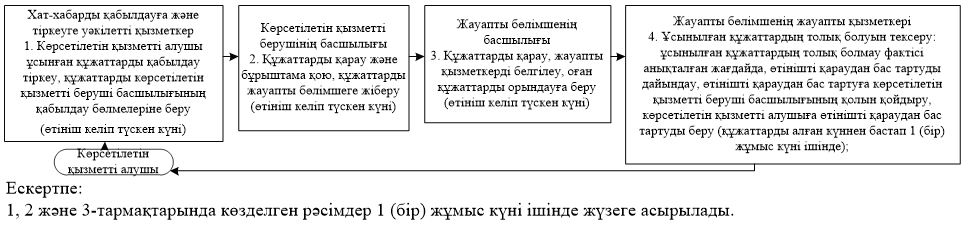 Хат-хабарды қабылдауға және
тіркеуге уәкілетті қызметкер
1. Көрсетілетін қызметті алушы
ұсынған құжаттарды қабылдау
тіркеу, құжаттарды көрсетілетін
қызметті беруші басшылығының
қабылдау бөлмелеріне беру
(өтініш келіп түскен күні)
Көрсетілетін қызметті
берушінің басшылығы
2. Құжаттарды қарау және
бұрыштама қою, құжаттарды
жауапты бөлімшеге жіберу
(өтініш келіп түскен күні)
Жауапты бөлімшенің
басшылығы
3. Құжаттарды қарау, жауапты
қызметкерді белгілеу, оған
құжаттарды орындауға беру
(өтініш келіп түскен күні)
Жауапты бөлімшенің жауапты қызметкері
4. Ұсынылған құжаттардың толық болуын тексеру:
ұсынылған құжаттардың толық болмау фактісі
анықталған жағдайда, өтінішті қараудан бас тартуды
дайындау, өтінішті қараудан бас тартуға көрсетілетін
қызметті беруші басшылығының қолын қойдыру,
көрсетілетін қызметті алушыға өтінішті қараудан бас
тартуды беру (құжаттарды алған күннен бастап 1 (бір)
жұмыс күні ішінде);
Көрсетілетін
қызметті алушы
Ескертпе:
1, 2 және 3-тармақтарында көзделген рәсімдер 1 (бір) жұмыс күні ішінде жүзеге асырылады.